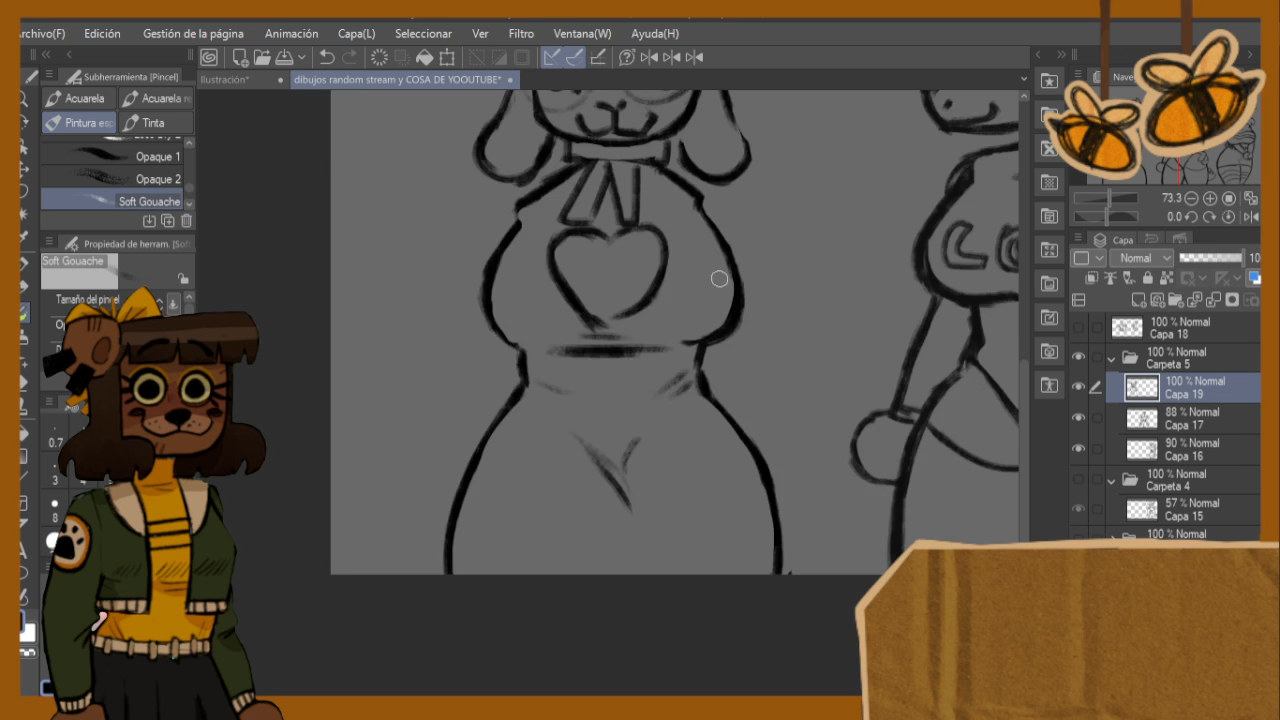 Archivo(F) Edición Gestión de la página Animación Capa(L) Seleccionar Ver Filtro Ventana(W) Ayuda(H)
Subherramienta [Pincel]
Ilustración*
dibujos random stream y COSA DE YOOUTUBE*
Nave
Acuarela
Acuarela
Pintura esp
Tinta
Opaque 1
Opaque 2
Soft Gouache
Propiedad de herram. [Soft
Soft Gouache
Tamaño del pincel
0.7
3
8
73.3
0.0
Capa
Normal
10
100 % Normal
Capa 18
100 % Normal
Carpeta 5
100 % Normal
Capa 19
88 % Normal
Capa 17
90 % Normal
Capa 16
100 % Normal
Carpeta 4
57 % Normal
Capa 15
100 % Normal